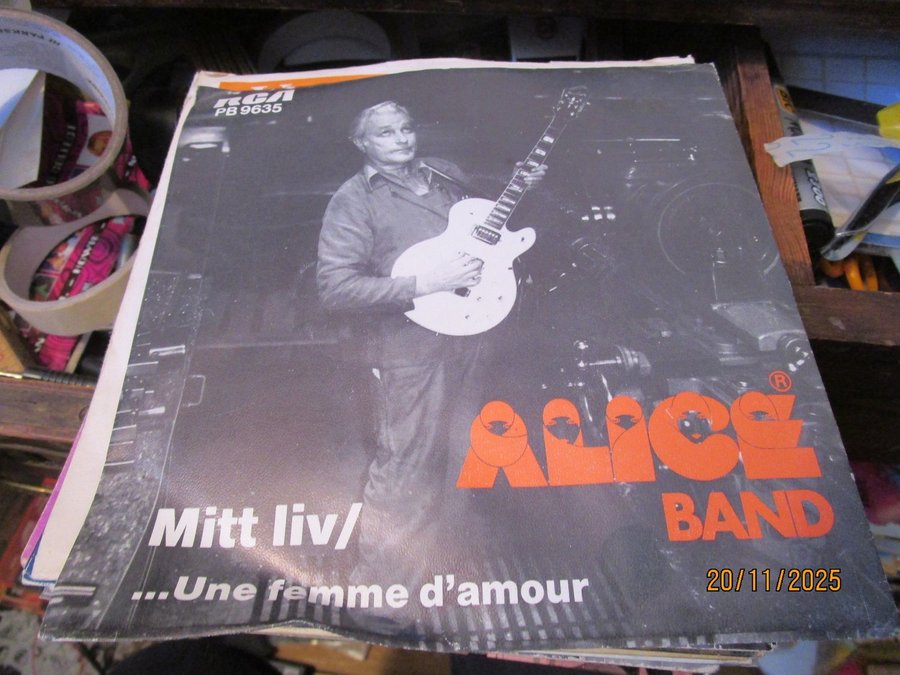 RCA
PB 9635
ALICE®
BAND
Mitt liv/
...Une femme d'amour
20/11/2025